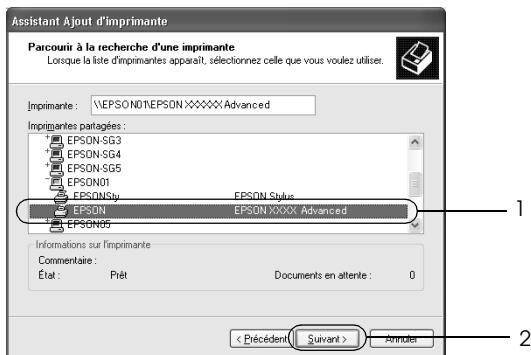 Assistant Ajout d'imprimante
Parcourir à la recherche d'une imprimante
Lorsque la liste d'imprimantes apparaît, sélectionnez celle que vous voulez utiliser.
Imprimante : \\EPSON01\EPSON XXXXXX Advanced
Imprimantes partagées :
EPSON-SG3
EPSON-SG4
EPSON-SG5
EPSON01
EPSONSty EPSON Stylus
EPSON EPSON XXXX Advanced 1
EPSON05
Informations sur l'imprimante
Commentaire :
État : Prêt Documents en attente : 0
< Précédent Suivant > Annuler 2